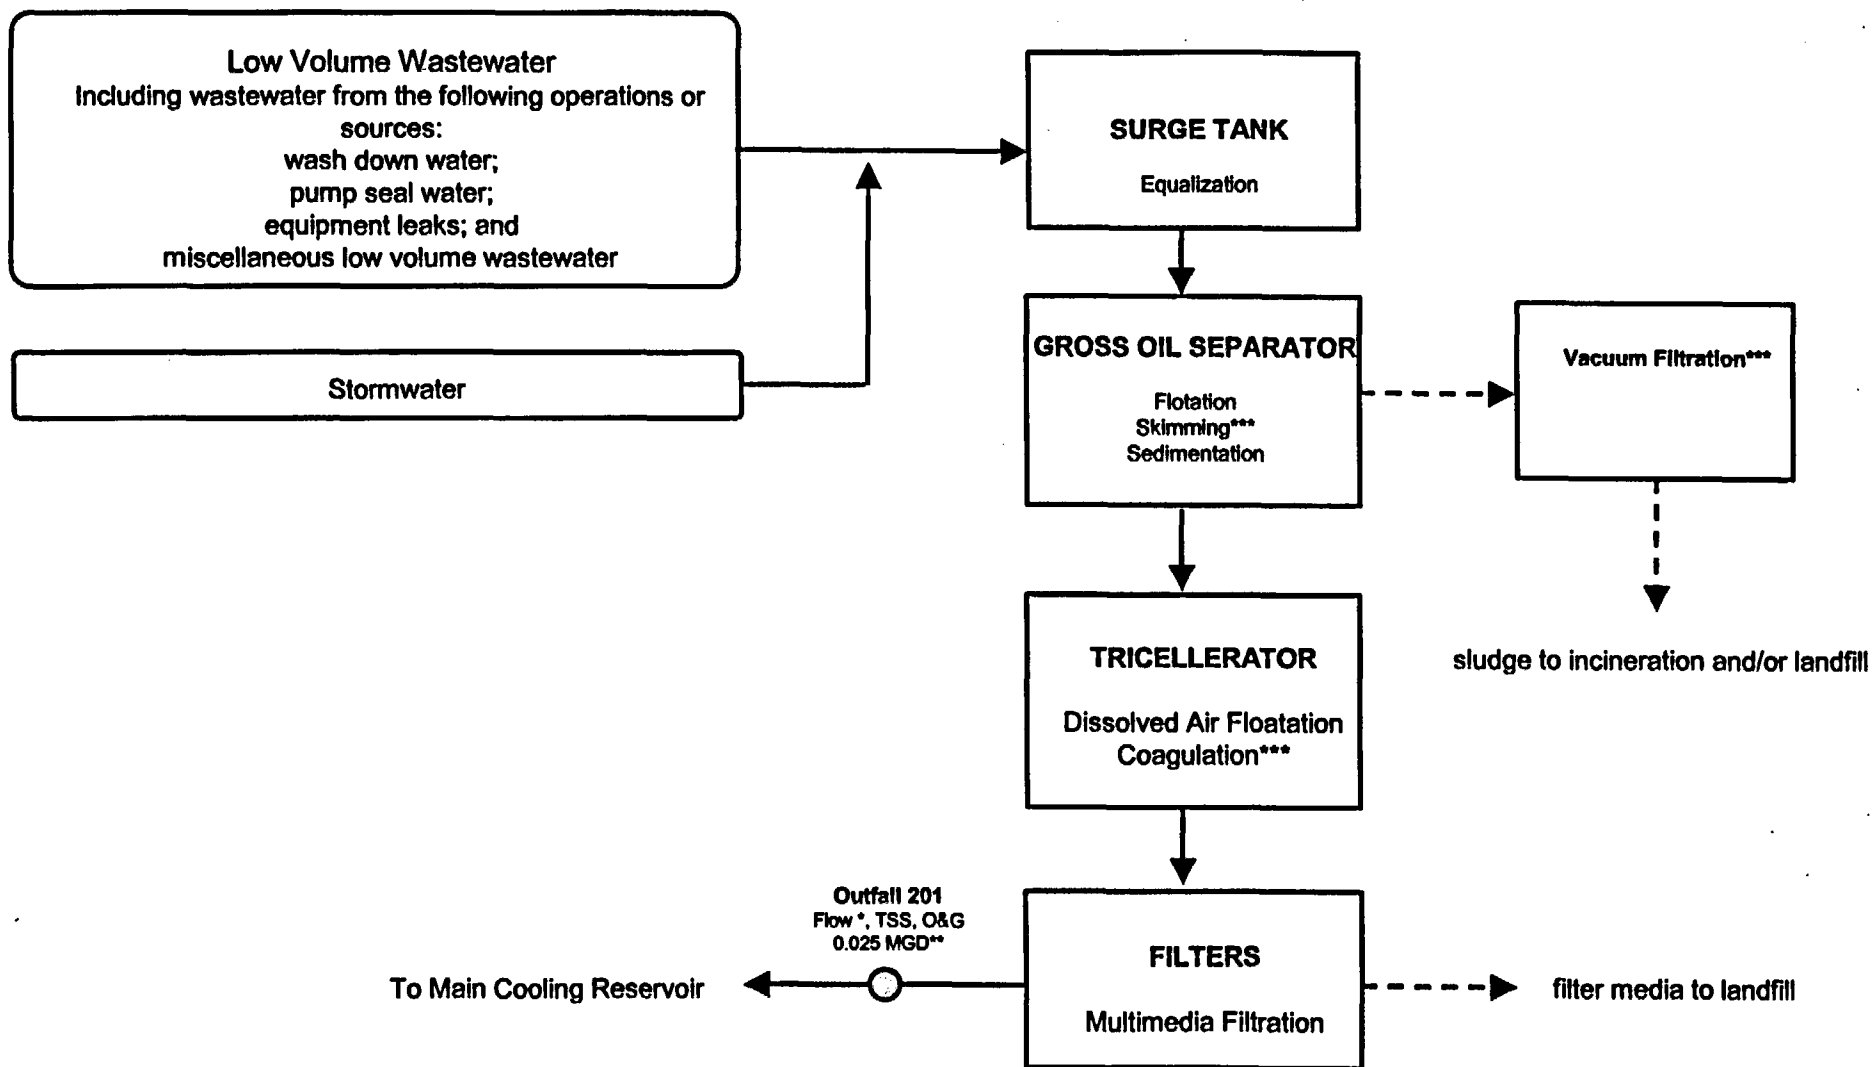 Low Volume Wastewater
Including wastewater from the following operations or
sources:
wash down water;
pump seal water;
equipment leaks; and
miscellaneous low volume wastewater
Stormwater
SURGE TANK
Equalization
GROSS OIL SEPARATOR
Flotation
Skimming***
Sedimentation
Vacuum Filtration***
sludge to incineration and/or landfill
TRICELLERATOR
Dissolved Air Floatation
Coagulation***
FILTERS
Multimedia Filtration
filter media to landfill
Outfall 201
Flow *, TSS, O&G
0.025 MGD**
To Main Cooling Reservoir